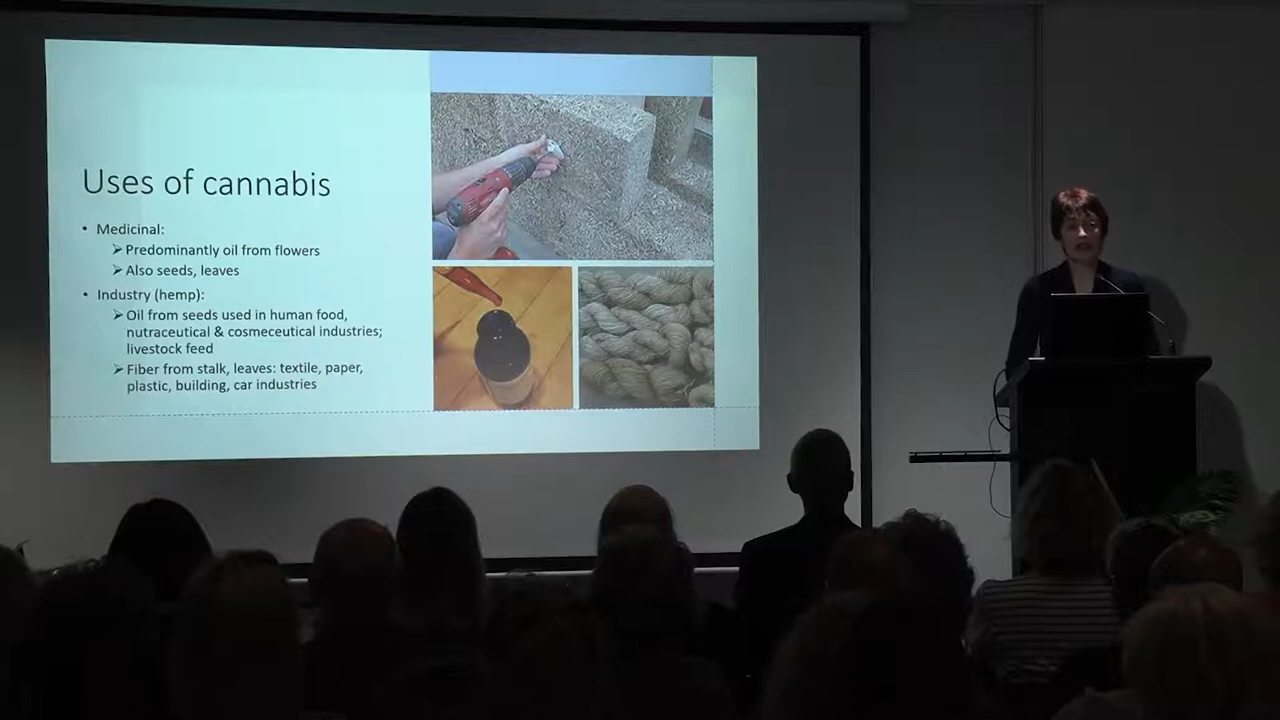 Uses of cannabis
• Medicinal:
➢ Predominantly oil from flowers
➢ Also seeds, leaves
• Industry (hemp):
➢ Oil from seeds used in human food,
nutraceutical & cosmeceutical industries;
livestock feed
➢ Fiber from stalk, leaves: textile, paper,
plastic, building, car industries